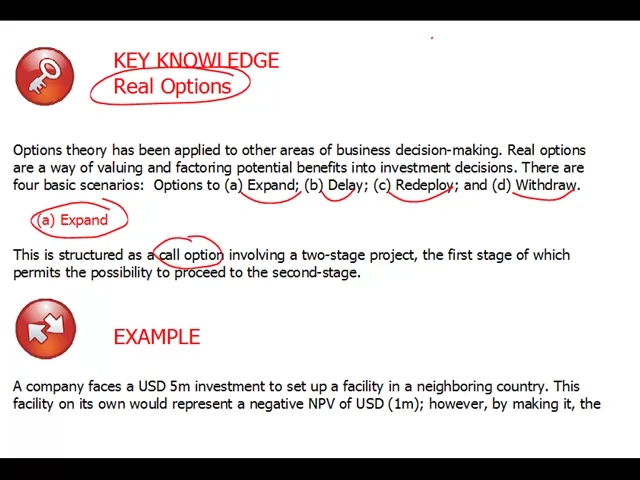 KEY KNOWLEDGE
Real Options
Options theory has been applied to other areas of business decision-making. Real options
are a way of valuing and factoring potential benefits into investment decisions. There are
four basic scenarios: Options to (a) Expand; (b) Delay; (c) Redeploy; and (d) Withdraw.
(a) Expand
This is structured as a call option involving a two-stage project, the first stage of which
permits the possibility to proceed to the second-stage.
EXAMPLE
A company faces a USD 5m investment to set up a facility in a neighboring country. This
facility on its own would represent a negative NPV of USD (1m); however, by making it, the